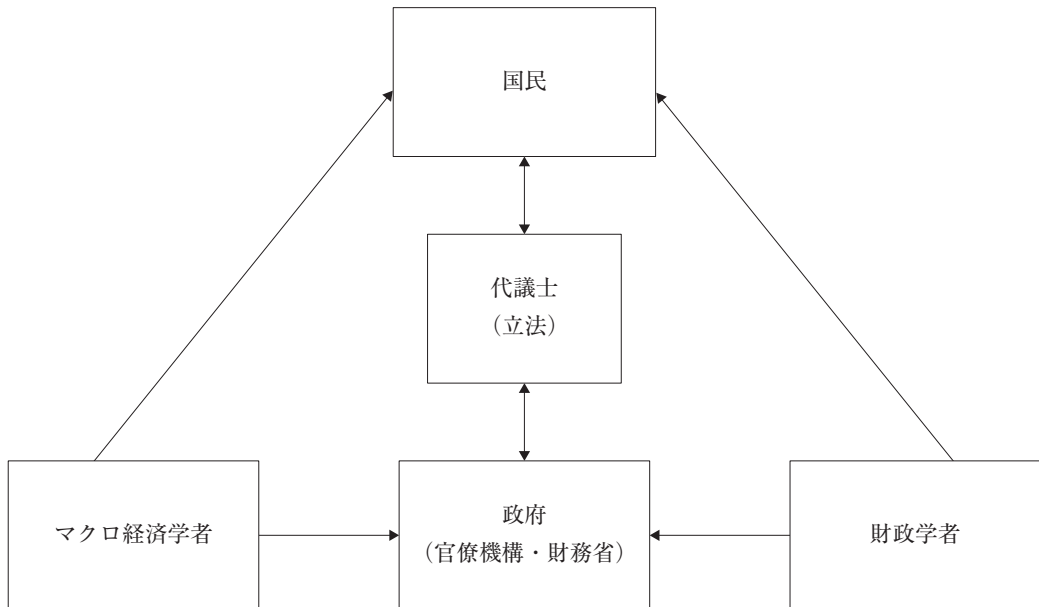 国民
代議士
（立法）
マクロ経済学者
政府
（官僚機構・財務省）
財政学者